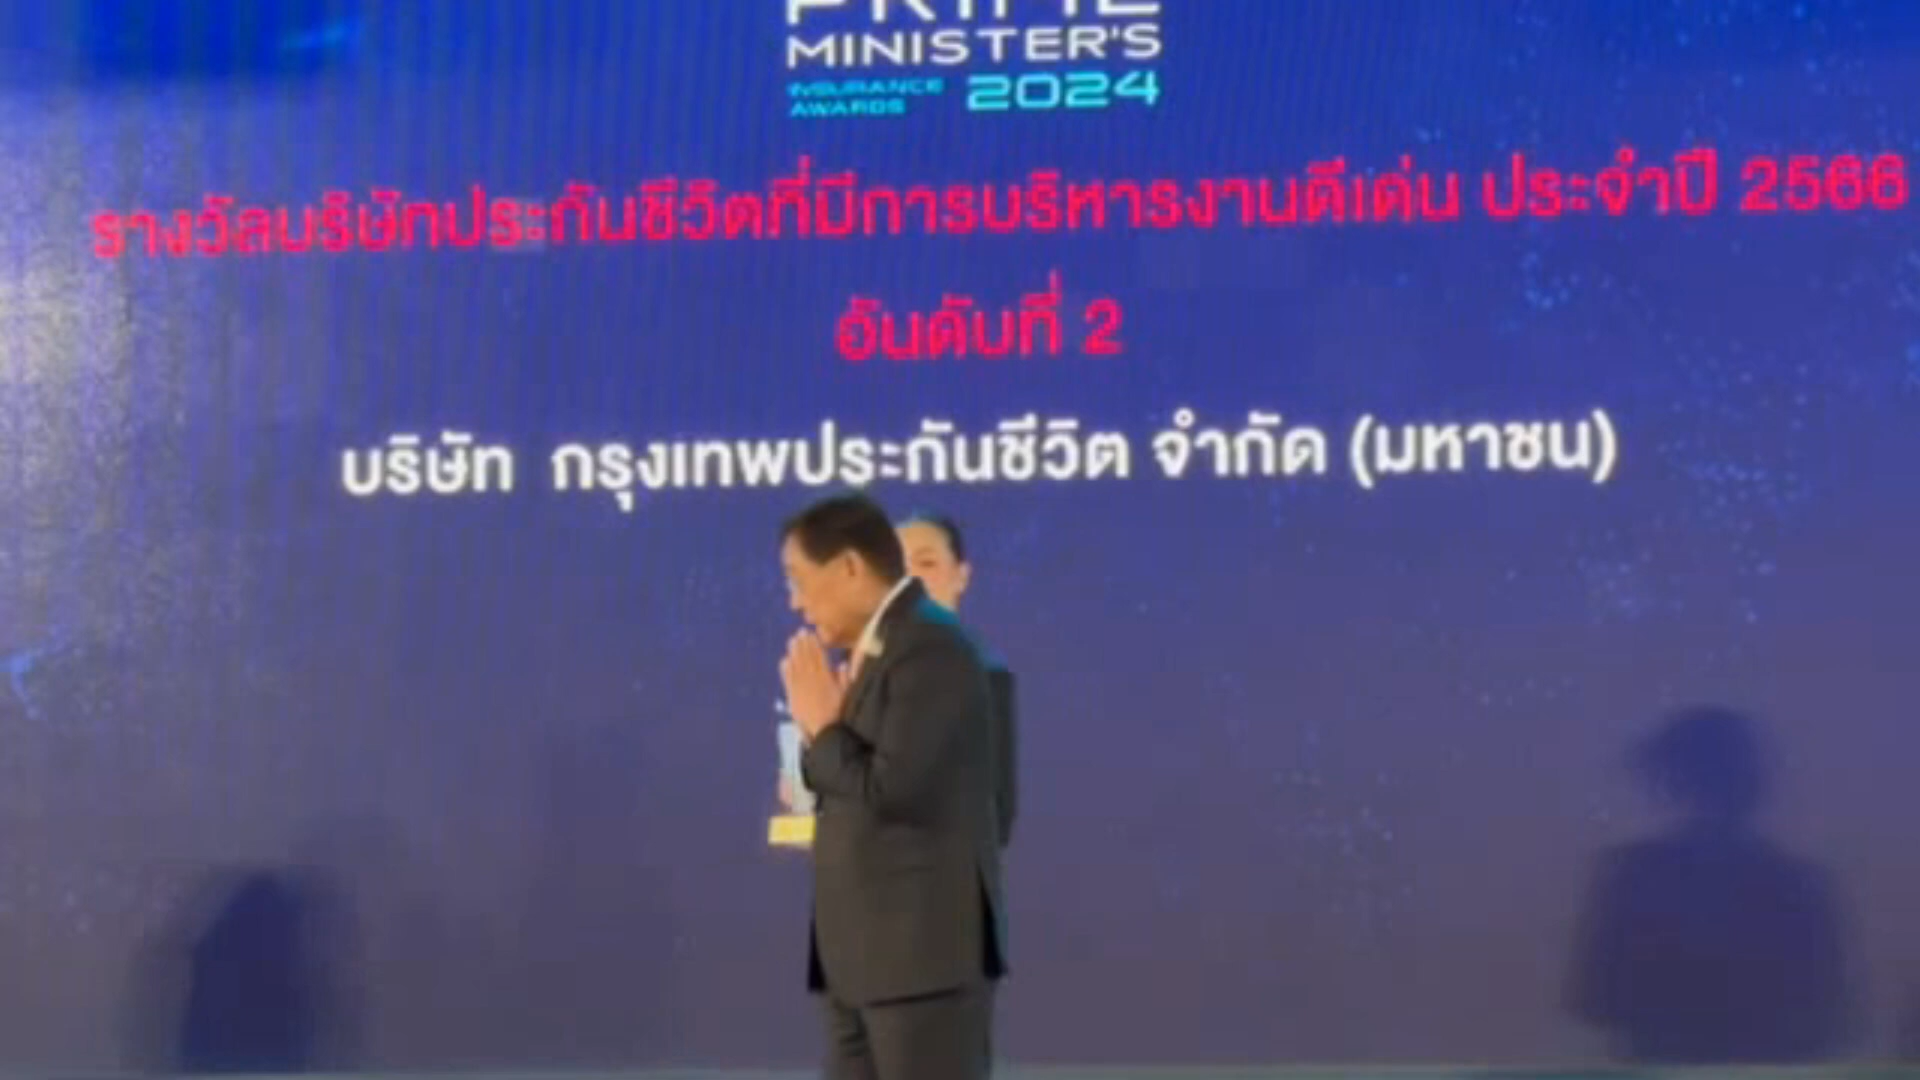 PRIME
MINISTER'S
INSURANCE
AWARDS 2024
รางวัลบริษัทประกันชีวิตที่มีการบริหารงานดีเด่น ประจำปี 2566
อันดับที่ 2
บริษัท กรุงเทพประกันชีวิต จำกัด (มหาชน)